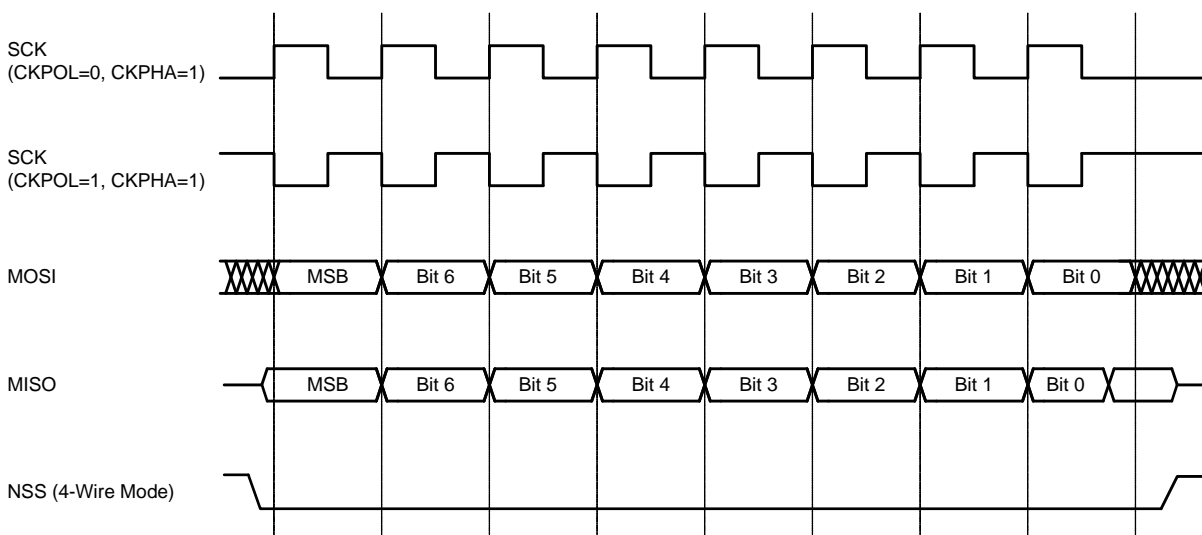 SCK
(CKPOL=0, CKPHA=1)
SCK
(CKPOL=1, CKPHA=1)
MOSI
MSB Bit 6 Bit 5 Bit 4 Bit 3 Bit 2 Bit 1 Bit 0
MISO
MSB Bit 6 Bit 5 Bit 4 Bit 3 Bit 2 Bit 1 Bit 0
NSS (4-Wire Mode)